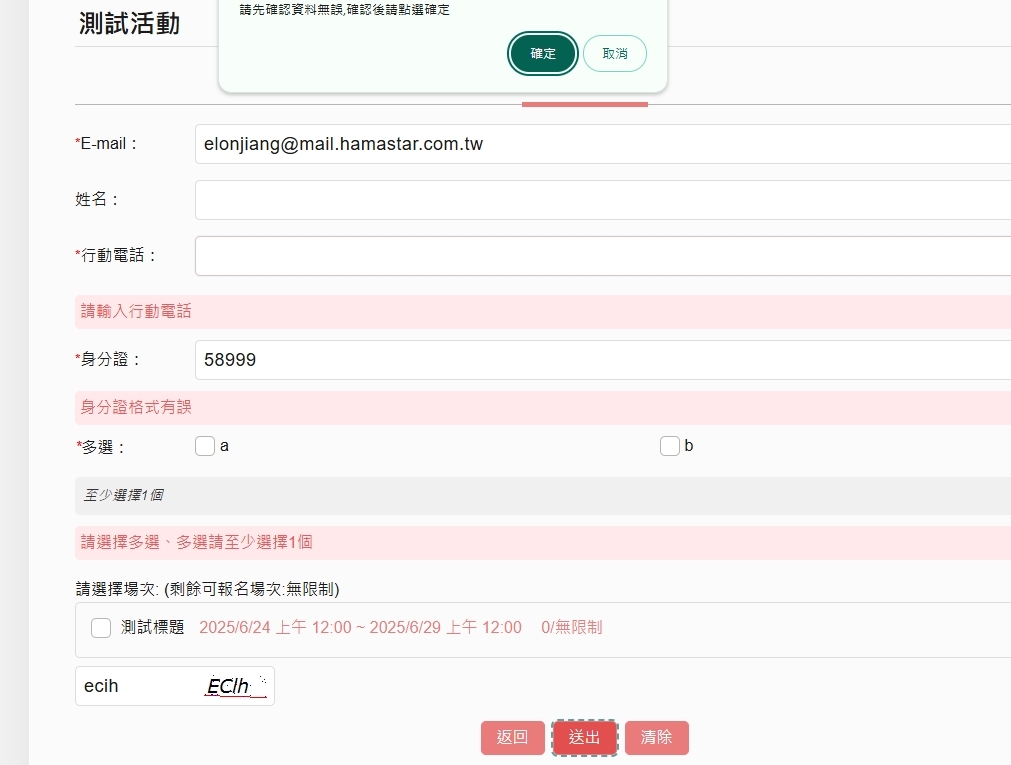 請先確認資料無誤,確認後請點選確定
測試活動
確定 取消
*E-mail：
elonjiang@mail.hamastar.com.tw
姓名：
*行動電話：
請輸入行動電話
*身分證： 58999
身分證格式有誤
*多選： a b
至少選擇1個
請選擇多選、多選請至少選擇1個
請選擇場次: (剩餘可報名場次:無限制)
測試標題 2025/6/24 上午 12:00 ~ 2025/6/29 上午 12:00 0/無限制
ecih ECIh
返回 送出 清除